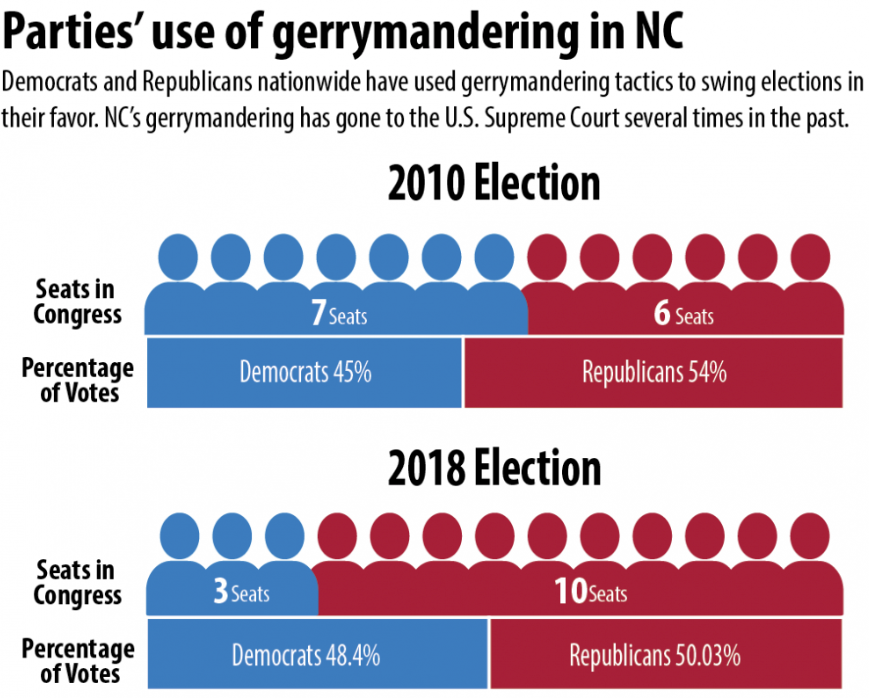 Parties’ use of gerrymandering in NC
Democrats and Republicans nationwide have used gerrymandering tactics to swing elections in
their favor. NC’s gerrymandering has gone to the U.S. Supreme Court several times in the past.
2010 Election
Seats in
Congress
7 Seats
6 Seats
Percentage
of Votes
Democrats 45%
Republicans 54%
2018 Election
Seats in
Congress
3 Seats
10 Seats
Percentage
of Votes
Democrats 48.4%
Republicans 50.03%